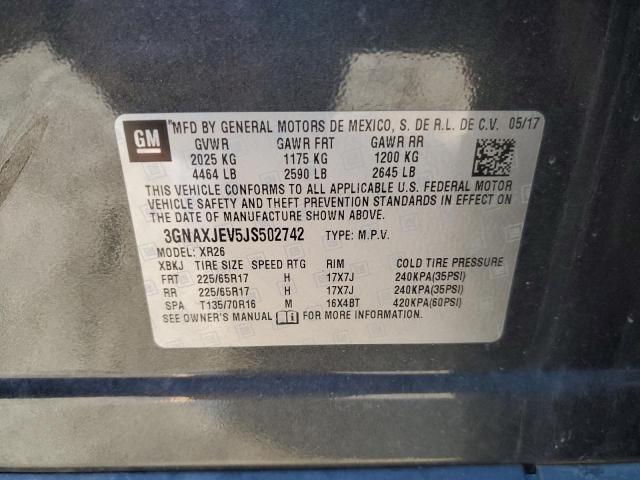 GM MFD BY GENERAL MOTORS DE MEXICO, S. DE R.L. DE C.V. 05/17
GVWR GAWR FRT GAWR RR
2025 KG 1175 KG 1200 KG
4464 LB 2590 LB 2645 LB
THIS VEHICLE CONFORMS TO ALL APPLICABLE U.S. FEDERAL MOTOR
VEHICLE SAFETY AND THEFT PREVENTION STANDARDS IN EFFECT ON
THE DATE OF MANUFACTURE SHOWN ABOVE.
3GNAXJEV5JS502742 TYPE: M.P.V.
MODEL: XR26
XBKJ TIRE SIZE SPEED RTG RIM COLD TIRE PRESSURE
FRT 225/65R17 H 17X7J 240KPA(35PSI)
RR 225/65R17 H 17X7J 240KPA(35PSI)
SPA T135/70R16 M 16X4BT 420KPA(60PSI)
SEE OWNER'S MANUAL FOR MORE INFORMATION.